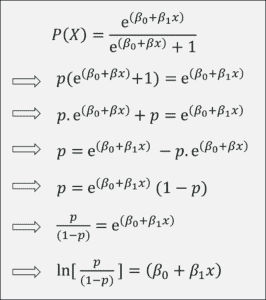 P(X) = e^(β₀+β₁x) / e^(β₀+βx) + 1
⇒ p(e^(β₀+βx)+1) = e^(β₀+β₁x)
⇒ p.e^(β₀+βx) + p = e^(β₀+β₁x)
⇒ p = e^(β₀+β₁x) − p.e^(β₀+βx)
⇒ p = e^(β₀+β₁x) (1 − p)
⇒ p/(1−p) = e^(β₀+β₁x)
⇒ ln[p/(1−p)] = (β₀ + β₁x)